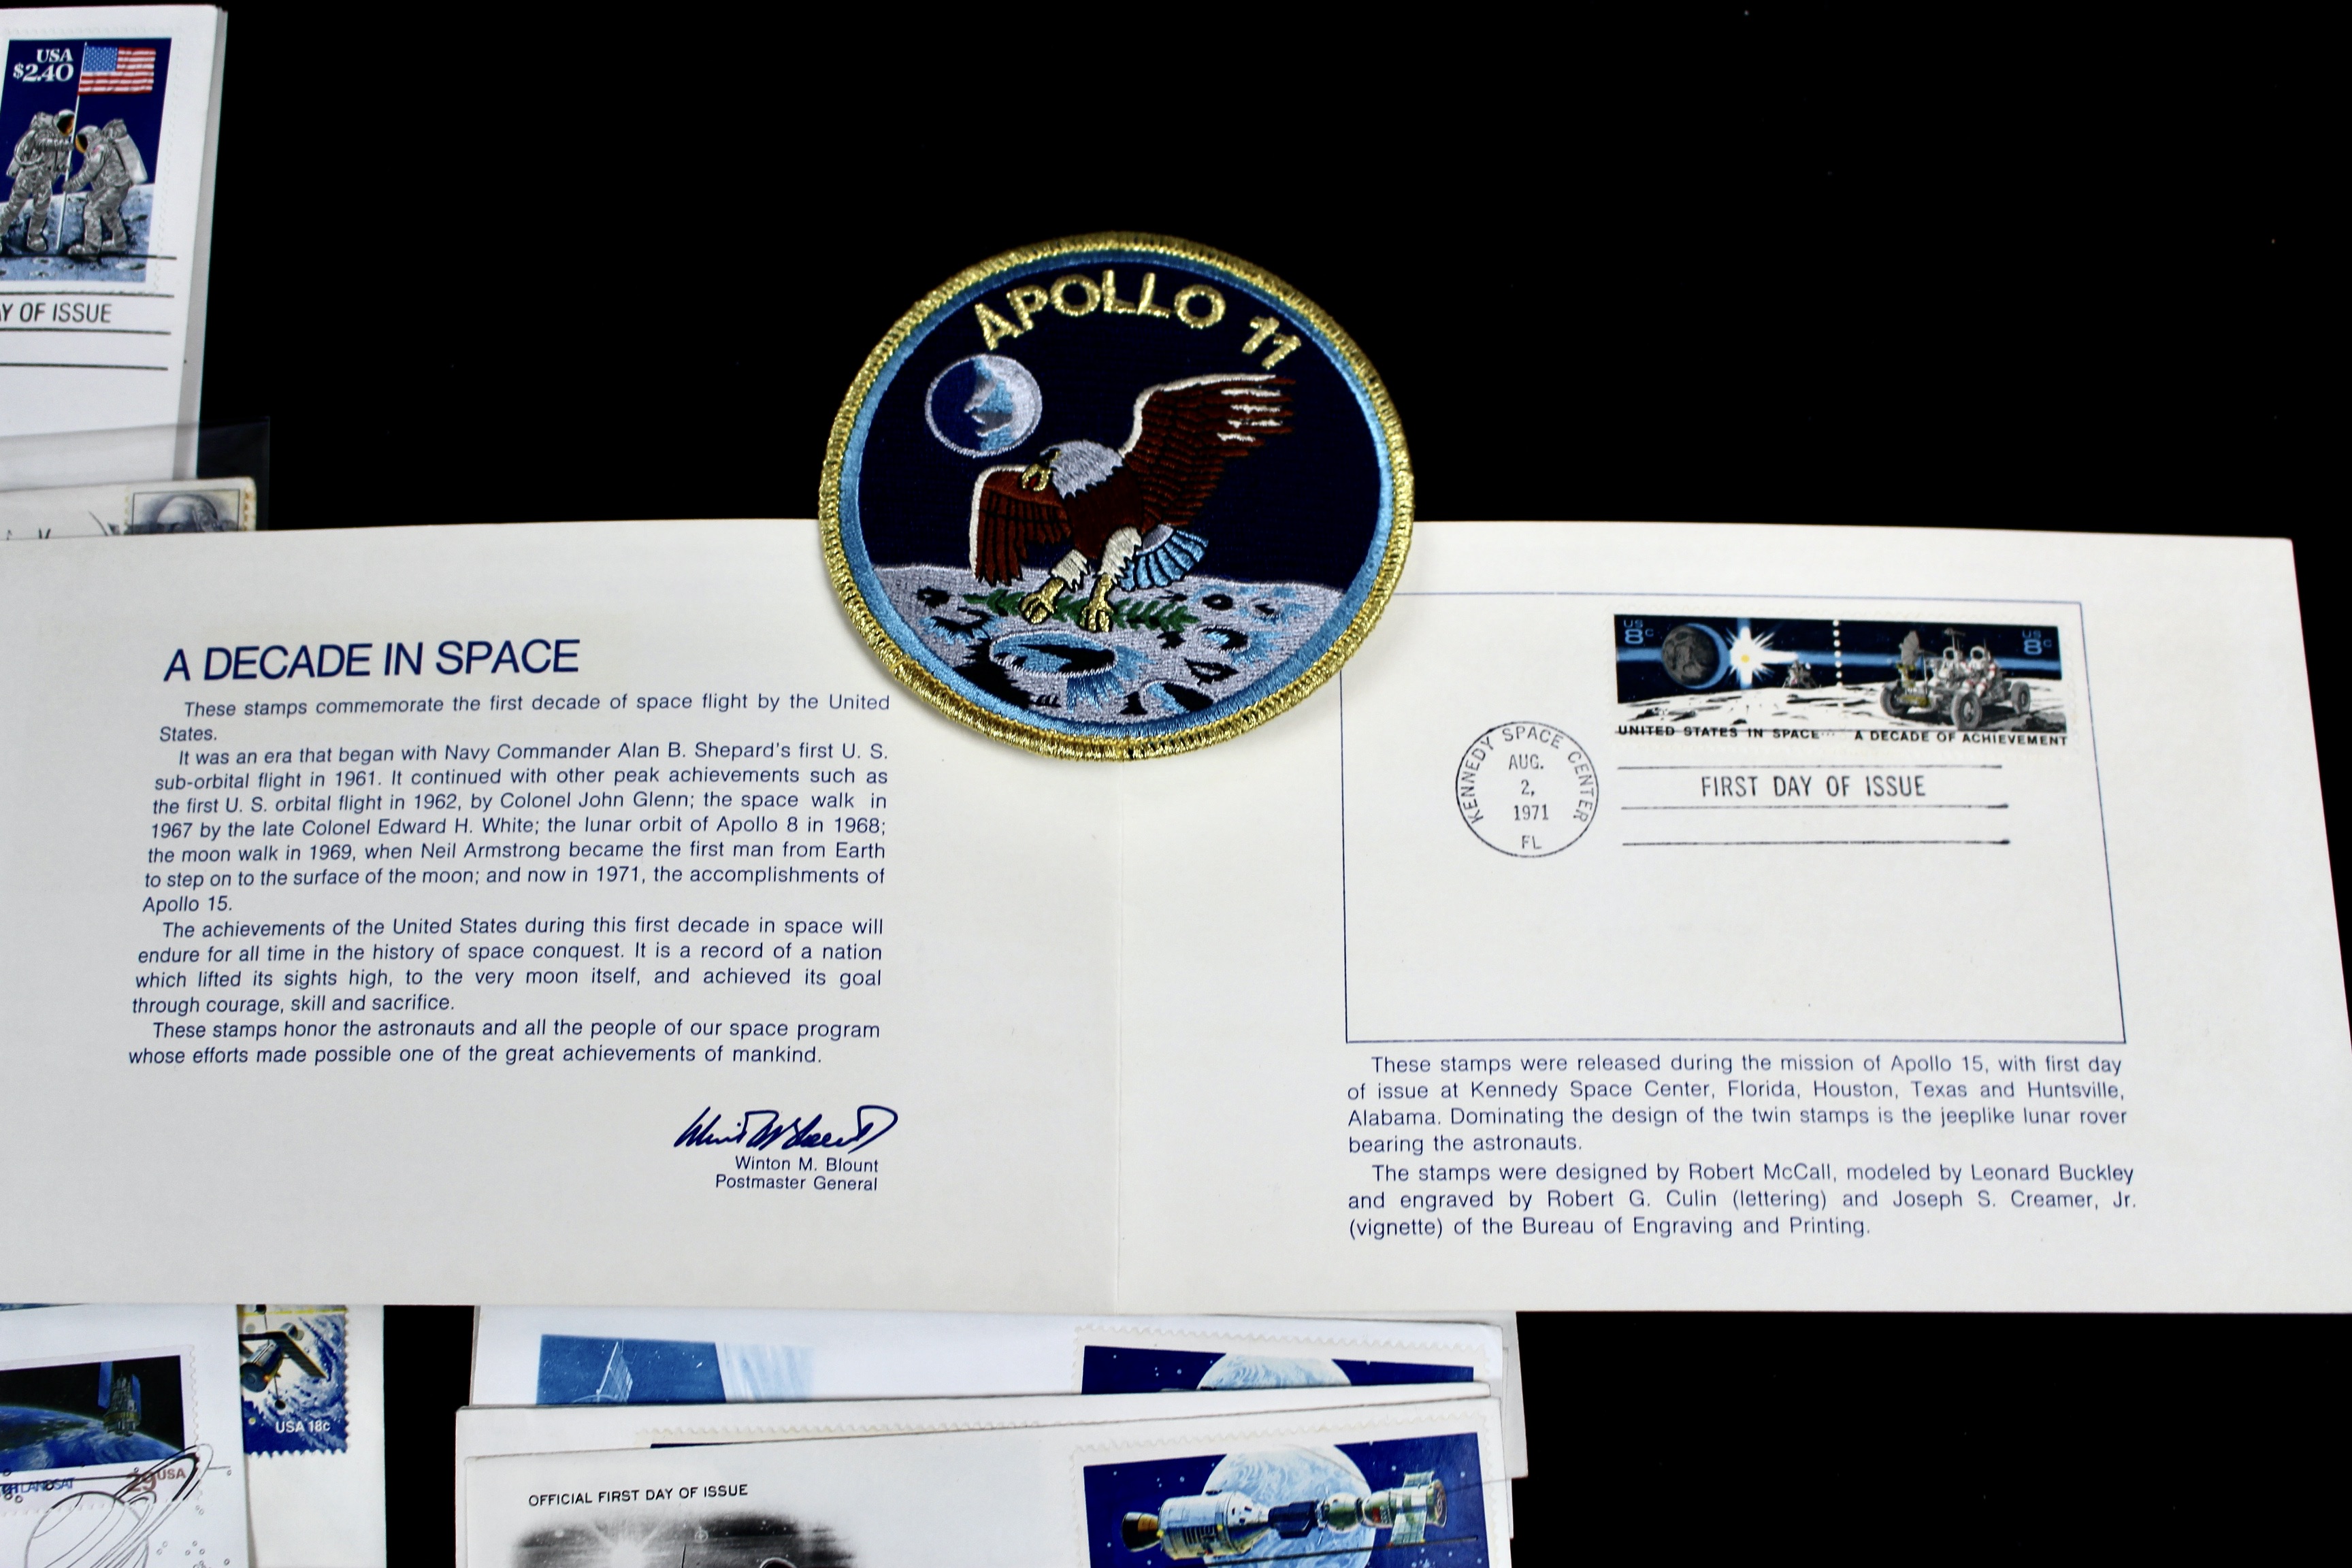 USA
$2.40
Y OF ISSUE
APOLLO 11
A DECADE IN SPACE
These stamps commemorate the first decade of space flight by the United
States.
It was an era that began with Navy Commander Alan B. Shepard's first U. S.
sub-orbital flight in 1961. It continued with other peak achievements such as
the first U. S. orbital flight in 1962, by Colonel John Glenn; the space walk in
1967 by the late Colonel Edward H. White; the lunar orbit of Apollo 8 in 1968;
the moon walk in 1969, when Neil Armstrong became the first man from Earth
to step on to the surface of the moon; and now in 1971, the accomplishments of
Apollo 15.
The achievements of the United States during this first decade in space will
endure for all time in the history of space conquest. It is a record of a nation
which lifted its sights high, to the very moon itself, and achieved its goal
through courage, skill and sacrifice.
These stamps honor the astronauts and all the people of our space program
whose efforts made possible one of the great achievements of mankind.
Winton M. Blount
Winton M. Blount
Postmaster General
US
8c
US
8c
UNITED STATES IN SPACE... A DECADE OF ACHIEVEMENT
KENNEDY SPACE CENTER
AUG.
2,
1971
FL
FIRST DAY OF ISSUE
These stamps were released during the mission of Apollo 15, with first day
of issue at Kennedy Space Center, Florida, Houston, Texas and Huntsville,
Alabama. Dominating the design of the twin stamps is the jeeplike lunar rover
bearing the astronauts.
The stamps were designed by Robert McCall, modeled by Leonard Buckley
and engraved by Robert G. Culin (lettering) and Joseph S. Creamer, Jr.
(vignette) of the Bureau of Engraving and Printing.
USA 18c
LANDSAT
29 USA
OFFICIAL FIRST DAY OF ISSUE